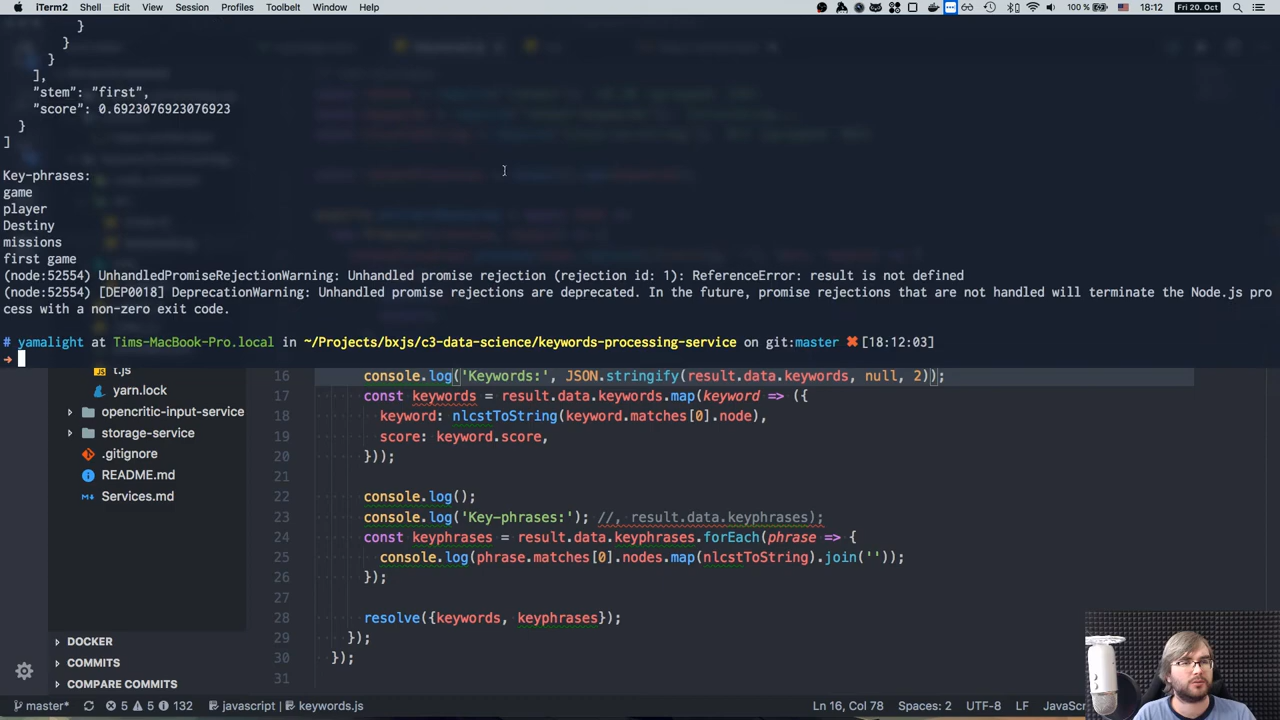 iTerm2 Shell Edit View Session Profiles Toolbelt Window Help 100 % Fri 20. Oct 18:12
}
}
}
],
"stem": "first",
"score": 0.6923076923076923
}
]
Key-phrases:
game
player
Destiny
missions
first game
(node:52554) UnhandledPromiseRejectionWarning: Unhandled promise rejection (rejection id: 1): ReferenceError: result is not defined
(node:52554) [DEP0018] DeprecationWarning: Unhandled promise rejections are deprecated. In the future, promise rejections that are not handled will terminate the Node.js pro
cess with a non-zero exit code.
# yamalight at Tims-MacBook-Pro.local in ~/Projects/bxjs/c3-data-science/keywords-processing-service on git:master ✖ [18:12:03]
➜
t.js
yarn.lock
opencritic-input-service
storage-service
.gitignore
README.md
Services.md
DOCKER
COMMITS
COMPARE COMMITS
16 console.log('Keywords:', JSON.stringify(result.data.keywords, null, 2));
17 const keywords = result.data.keywords.map(keyword => ({
18 keyword: nlcstToString(keyword.matches[0].node),
19 score: keyword.score,
20 }));
21
22 console.log();
23 console.log('Key-phrases:'); //, result.data.keyphrases);
24 const keyphrases = result.data.keyphrases.forEach(phrase => {
25 console.log(phrase.matches[0].nodes.map(nlcstToString).join(''));
26 });
27
28 resolve({keywords, keyphrases});
29 });
30 });
31
master* 5 5 132 javascript | keywords.js Ln 16, Col 78 Spaces: 2 UTF-8 LF JavaSc